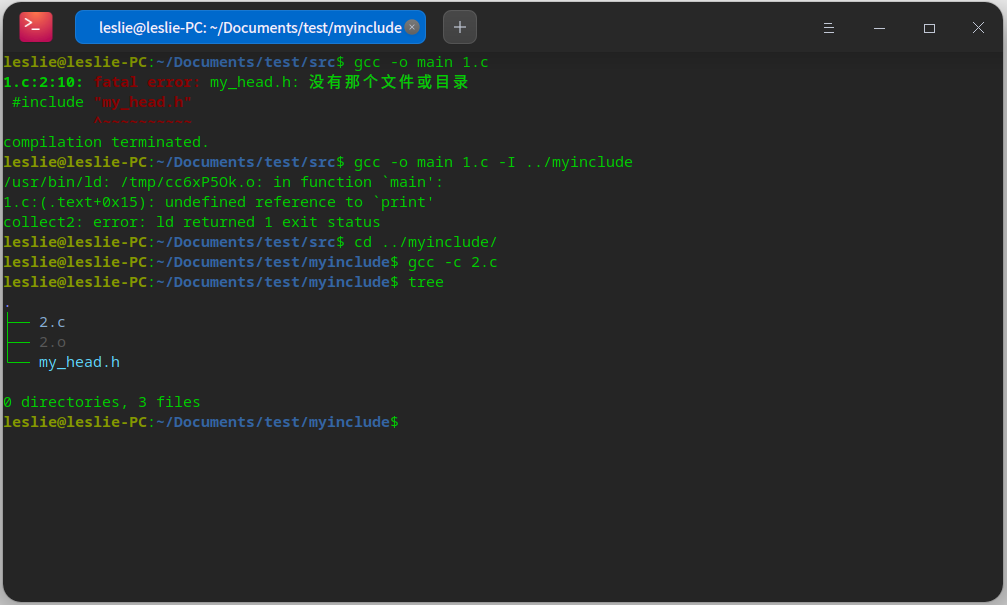 leslie@leslie-PC: ~/Documents/test/myinclude
leslie@leslie-PC:~/Documents/test/src$ gcc -o main 1.c
1.c:2:10: fatal error: my_head.h: 没有那个文件或目录
 #include "my_head.h"
          ^~~~~~~~~~~
compilation terminated.
leslie@leslie-PC:~/Documents/test/src$ gcc -o main 1.c -I ../myinclude
/usr/bin/ld: /tmp/cc6xP5Ok.o: in function `main':
1.c:(.text+0x15): undefined reference to `print'
collect2: error: ld returned 1 exit status
leslie@leslie-PC:~/Documents/test/src$ cd ../myinclude/
leslie@leslie-PC:~/Documents/test/myinclude$ gcc -c 2.c
leslie@leslie-PC:~/Documents/test/myinclude$ tree
.
├── 2.c
├── 2.o
└── my_head.h
0 directories, 3 files
leslie@leslie-PC:~/Documents/test/myinclude$